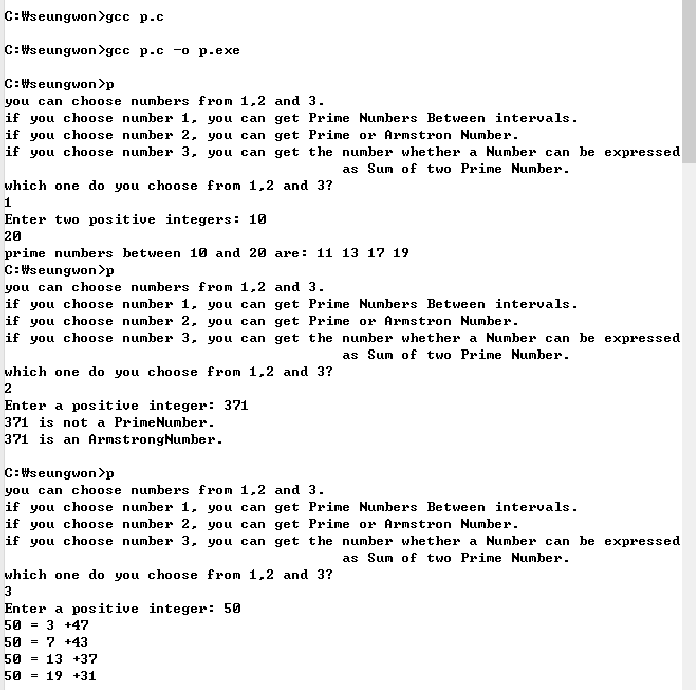 C:₩seungwon>gcc p.c
C:₩seungwon>gcc p.c -o p.exe
C:₩seungwon>p
you can choose numbers from 1,2 and 3.
if you choose number 1, you can get Prime Numbers Between intervals.
if you choose number 2, you can get Prime or Armstron Number.
if you choose number 3, you can get the number whether a Number can be expressed
as Sum of two Prime Number.
which one do you choose from 1,2 and 3?
1
Enter two positive integers: 10
20
prime numbers between 10 and 20 are: 11 13 17 19
C:₩seungwon>p
you can choose numbers from 1,2 and 3.
if you choose number 1, you can get Prime Numbers Between intervals.
if you choose number 2, you can get Prime or Armstron Number.
if you choose number 3, you can get the number whether a Number can be expressed
as Sum of two Prime Number.
which one do you choose from 1,2 and 3?
2
Enter a positive integer: 371
371 is not a PrimeNumber.
371 is an ArmstrongNumber.
C:₩seungwon>p
you can choose numbers from 1,2 and 3.
if you choose number 1, you can get Prime Numbers Between intervals.
if you choose number 2, you can get Prime or Armstron Number.
if you choose number 3, you can get the number whether a Number can be expressed
as Sum of two Prime Number.
which one do you choose from 1,2 and 3?
3
Enter a positive integer: 50
50 = 3 +47
50 = 7 +43
50 = 13 +37
50 = 19 +31